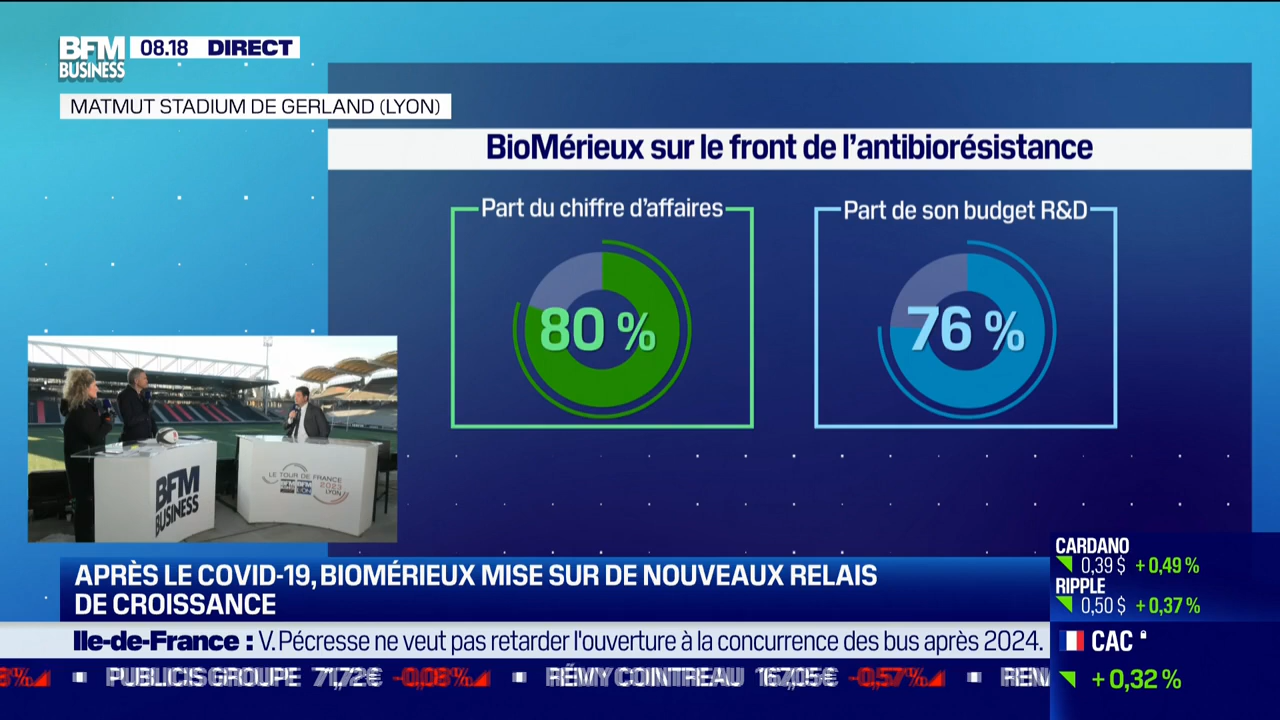 BFM
BUSINESS
08.18 DIRECT
MATMUT STADIUM DE GERLAND (LYON)
BioMérieux sur le front de l'antibiorésistance
Part du chiffre d'affaires
80 %
Part de son budget R&D
76 %
BFM
BUSINESS
LE TOUR DE FRANCE
2023
LYON
APRÈS LE COVID-19, BIOMÉRIEUX MISE SUR DE NOUVEAUX RELAIS
DE CROISSANCE
CARDANO
0,39 $ + 0,49 %
RIPPLE
0,50 $ + 0,37 %
Ile-de-France : V. Pécresse ne veut pas retarder l'ouverture à la concurrence des bus après 2024.
CAC
+ 0,32 %
PUBLICIS GROUPE 71,72€ -0,08% RÉMY COINTREAU 167,05€ -0,57% REN